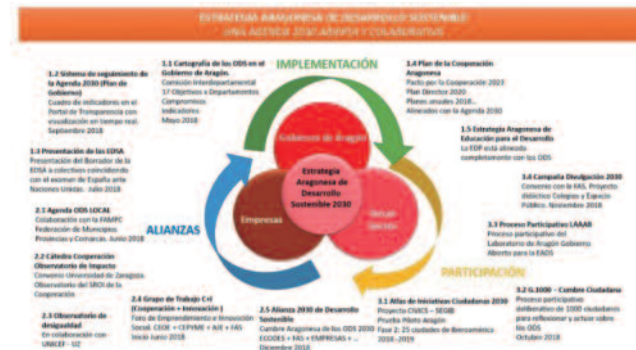 ESTRATEGIA ARAGONESA DE DESARROLLO SOSTENIBLE
UNA AGENDA 2030 ABIERTA Y COLABORATIVA
IMPLEMENTACIÓN
1.1 Cartografía de los ODS en el
Gobierno de Aragón.
Comisión Interdepartamental
17 Objetivos x Departamentos
Compromisos
Indicadores
Mayo 2018
1.2 Sistema de seguimiento de
la Agenda 2030 (Plan de
Gobierno)
Cuadro de indicadores en el
Portal de Transparencia con
visualización en tiempo real.
Septiembre 2018
1.3 Presentación de los EDSA
Presentación del Borrador de la
EDSA a colectivos coincidiendo
con el examen de España ante
Naciones Unidas. Julio 2018
1.4 Plan de la Cooperación
Aragonesa
Pacto por la Cooperación 2023
Plan Director 2020
Planes anuales 2018...
Alineados con la Agenda 2030
1.5 Estrategia Aragonesa de
Educación para el Desarrollo
La EDP está alineada
completamente con los ODS
Gobierno de Aragón
Empresas
Estrategia
Aragonesa de
Desarrollo
Sostenible 2030
ALIANZAS
2.1 Agenda ODS LOCAL
Colaboración con la FAMPC
Federación de Municipios
Provincias y Comarcas. Junio 2018
2.2 Cátedra Cooperación
Observatorio de Impacto
Convenio Universidad de Zaragoza.
Observatorio del SROI de la
Cooperación
2.3 Observatorio de
desigualdad
En colaboración con
UNICEF - UZ
2.4 Grupo de Trabajo C+I
(Cooperación + Innovación)
Foro de Emprendimiento e Innovación
Social. CEOE + CEPYME + AJE + FAS
Inicio Junio 2018
2.5 Alianza 2030 de Desarrollo
Sostenible
Cumbre Aragonesa de los ODS 2030
ECODES + FAS + EMPRESAS + ...
Diciembre 2018
PARTICIPACIÓN
3.1 Atlas de Iniciativas Ciudadanas 2030
Proyecto CIVICS - SEGIB
Prueba Piloto Aragón
Fase 2: 25 ciudades de Iberoamérica
2018 -2019
3.2 G.1000 – Cumbre Ciudadana
Proceso participativo
deliberativo de 1000 ciudadanos
para reflexionar y actuar sobre
los ODS
Octubre 2018
3.3 Proceso Participativo LAAAB
Proceso participativo del
Laboratorio de Aragón Gobierno
Abierto para la EADS
3.4 Campaña Divulgación 2030
Convenio con la FAS. Proyecto
didáctico Colegios y Espacio
Público. Noviembre 2018